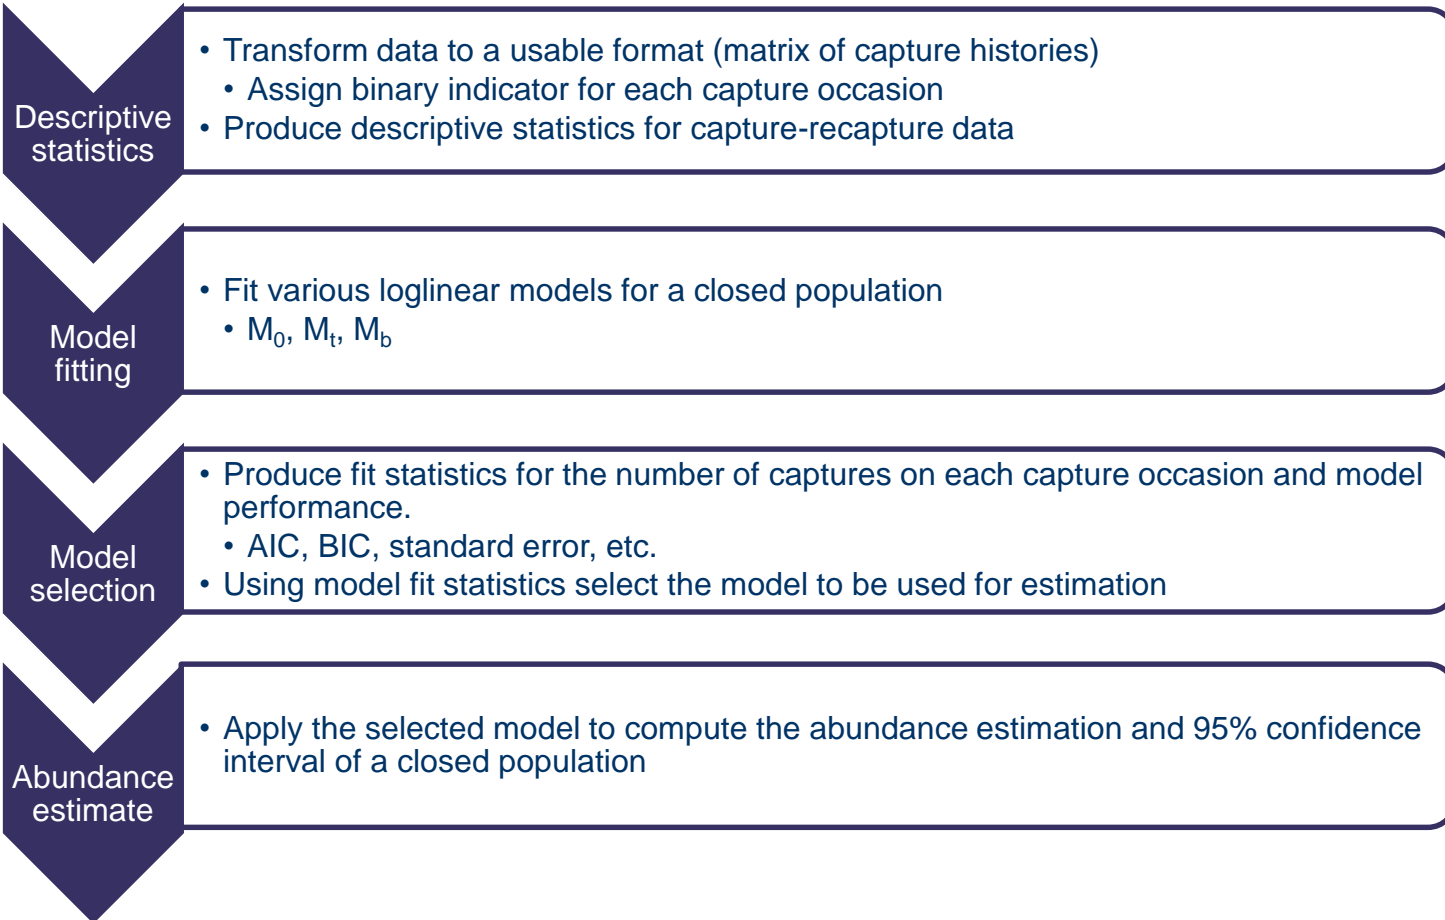 Descriptive
statistics
• Transform data to a usable format (matrix of capture histories)
• Assign binary indicator for each capture occasion
• Produce descriptive statistics for capture-recapture data
Model
fitting
• Fit various loglinear models for a closed population
• M₀, Mₜ, M_b
Model
selection
• Produce fit statistics for the number of captures on each capture occasion and model
performance.
• AIC, BIC, standard error, etc.
• Using model fit statistics select the model to be used for estimation
Abundance
estimate
• Apply the selected model to compute the abundance estimation and 95% confidence
interval of a closed population